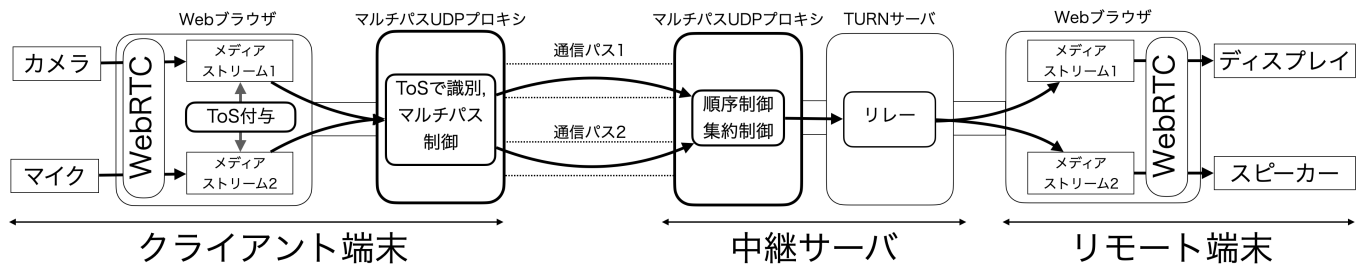 Webブラウザ
マルチパスUDPプロキシ
マルチパスUDPプロキシ
TURNサーバ
Webブラウザ
カメラ
マイク
WebRTC
メディア
ストリーム1
ToS付与
メディア
ストリーム2
ToSで識別,
マルチパス
制御
通信パス1
通信パス2
順序制御
集約制御
リレー
メディア
ストリーム1
メディア
ストリーム2
WebRTC
ディスプレイ
スピーカー
クライアント端末
中継サーバ
リモート端末